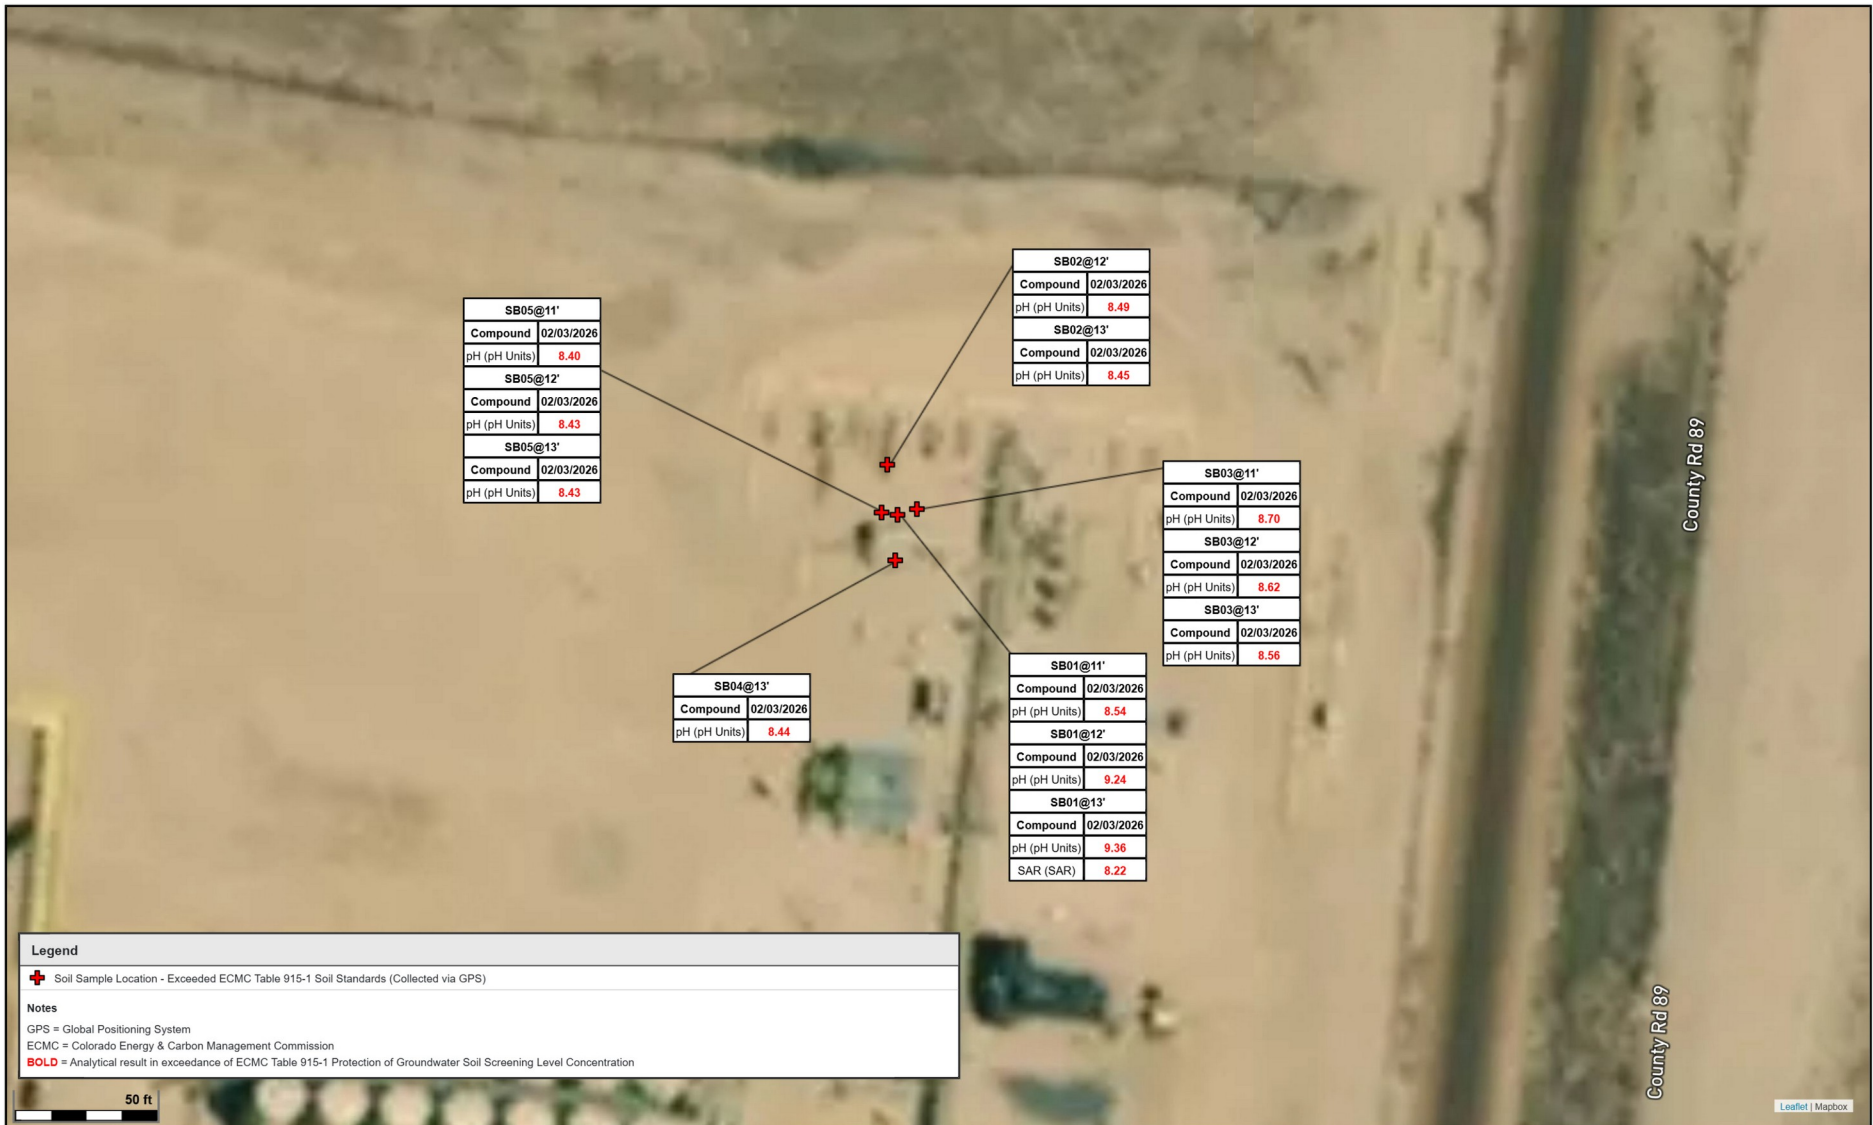 SB02@12'
Compound 02/03/2026
pH (pH Units) 8.49
SB02@13'
Compound 02/03/2026
pH (pH Units) 8.45
SB05@11'
Compound 02/03/2026
pH (pH Units) 8.40
SB05@12'
Compound 02/03/2026
pH (pH Units) 8.43
SB05@13'
Compound 02/03/2026
pH (pH Units) 8.43
SB03@11'
Compound 02/03/2026
pH (pH Units) 8.70
SB03@12'
Compound 02/03/2026
pH (pH Units) 8.62
SB03@13'
Compound 02/03/2026
pH (pH Units) 8.56
SB04@13'
Compound 02/03/2026
pH (pH Units) 8.44
SB01@11'
Compound 02/03/2026
pH (pH Units) 8.54
SB01@12'
Compound 02/03/2026
pH (pH Units) 9.24
SB01@13'
Compound 02/03/2026
pH (pH Units) 9.36
SAR (SAR) 8.22
County Rd 89
County Rd 89
Legend
Soil Sample Location - Exceeded ECMC Table 915-1 Soil Standards (Collected via GPS)
Notes
GPS = Global Positioning System
ECMC = Colorado Energy & Carbon Management Commission
BOLD = Analytical result in exceedance of ECMC Table 915-1 Protection of Groundwater Soil Screening Level Concentration
50 ft
Leaflet | Mapbox